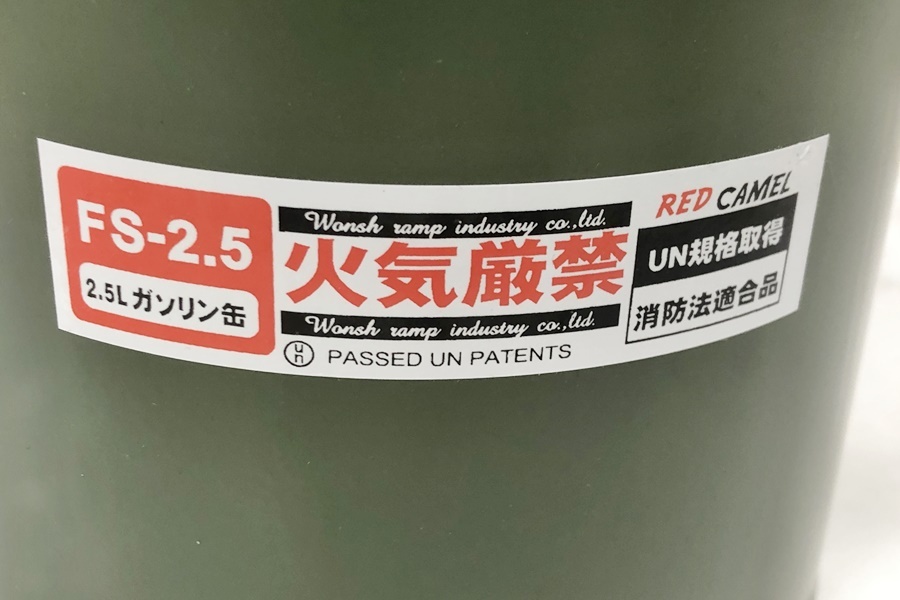 FS-2.5
2.5Lガソリン缶
Wonsh ramp industry co.,ltd.
火気厳禁
Wonsh ramp industry co.,ltd.
un PASSED UN PATENTS
RED CAMEL
UN規格取得
消防法適合品